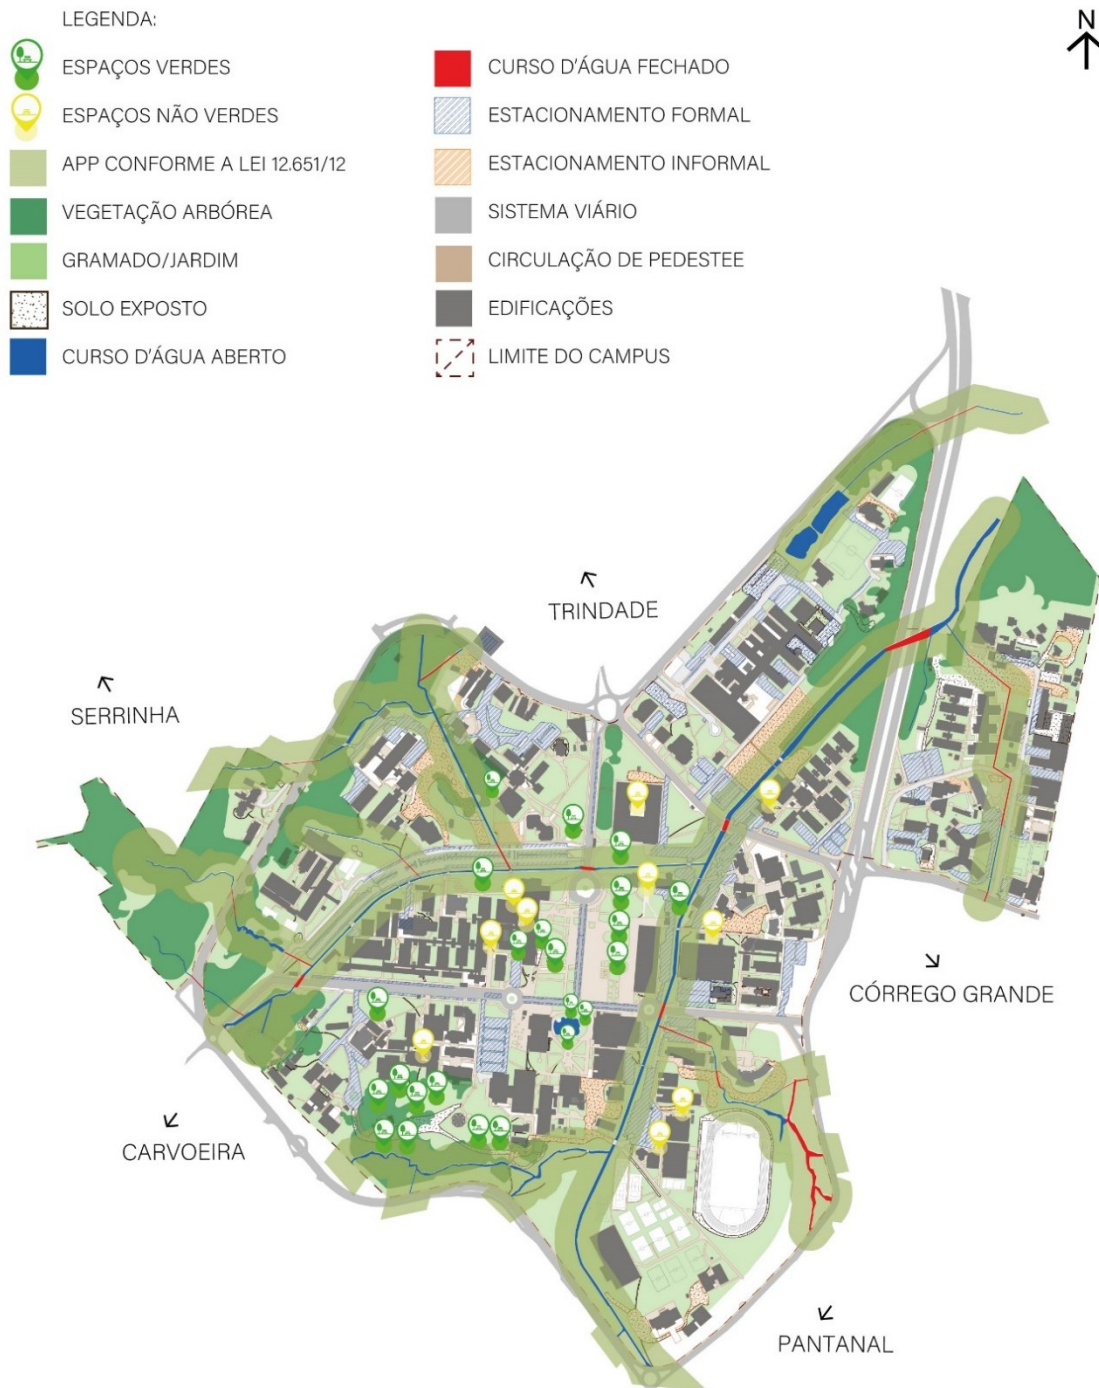 LEGENDA:
ESPAÇOS VERDES
ESPAÇOS NÃO VERDES
APP CONFORME A LEI 12.651/12
VEGETAÇÃO ARBÓREA
GRAMADO/JARDIM
SOLO EXPOSTO
CURSO D'ÁGUA ABERTO
CURSO D'ÁGUA FECHADO
ESTACIONAMENTO FORMAL
ESTACIONAMENTO INFORMAL
SISTEMA VIÁRIO
CIRCULAÇÃO DE PEDESTEE
EDIFICAÇÕES
LIMITE DO CAMPUS
N
TRINDADE
SERRINHA
CÓRREGO GRANDE
CARVOEIRA
PANTANAL